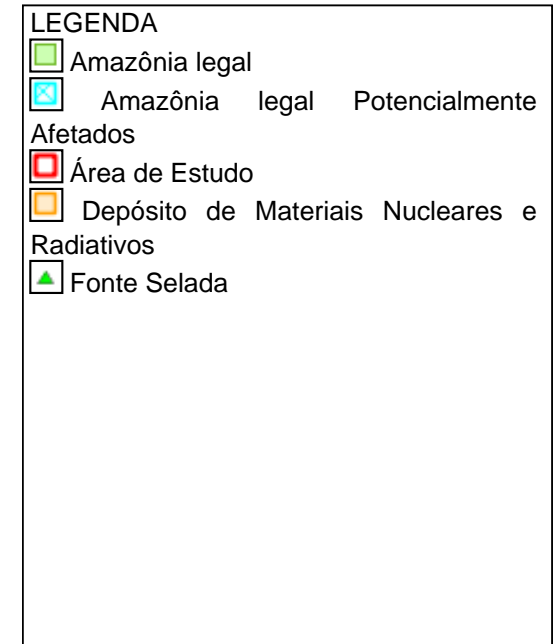 LEGENDA
Amazônia legal
Amazônia legal Potencialmente
Afetados
Área de Estudo
Depósito de Materiais Nucleares e
Radiativos
Fonte Selada